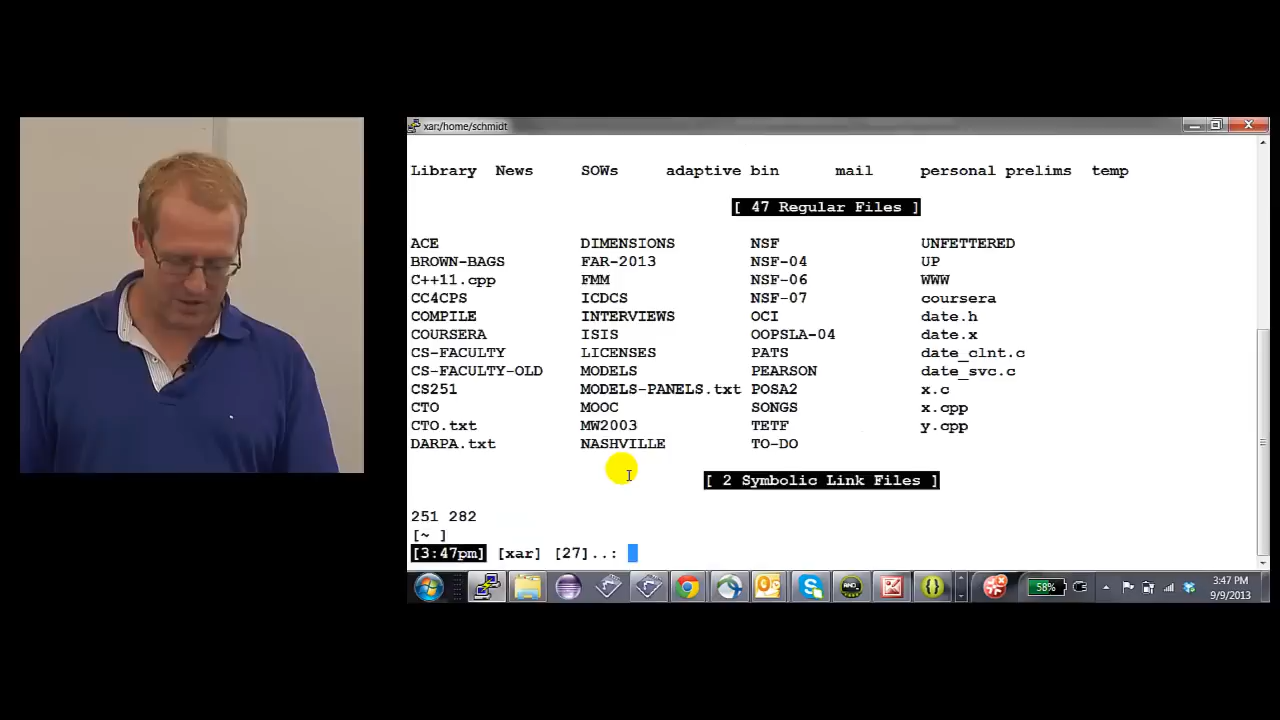 xar:/home/schmidt
Library News SOWs adaptive bin mail personal prelims temp
[ 47 Regular Files ]
ACE DIMENSIONS NSF UNFETTERED
BROWN-BAGS FAR-2013 NSF-04 UP
C++11.cpp FMM NSF-06 WWW
CC4CPS ICDCS NSF-07 coursera
COMPILE INTERVIEWS OCI date.h
COURSERA ISIS OOPSLA-04 date.x
CS-FACULTY LICENSES PATS date_clnt.c
CS-FACULTY-OLD MODELS PEARSON date_svc.c
CS251 MODELS-PANELS.txt POSA2 x.c
CTO MOOC SONGS x.cpp
CTO.txt MW2003 TETF y.cpp
DARPA.txt NASHVILLE TO-DO
[ 2 Symbolic Link Files ]
251 282
[~ ]
[3:47pm] [xar] [27]..:
58% 3:47 PM
9/9/2013